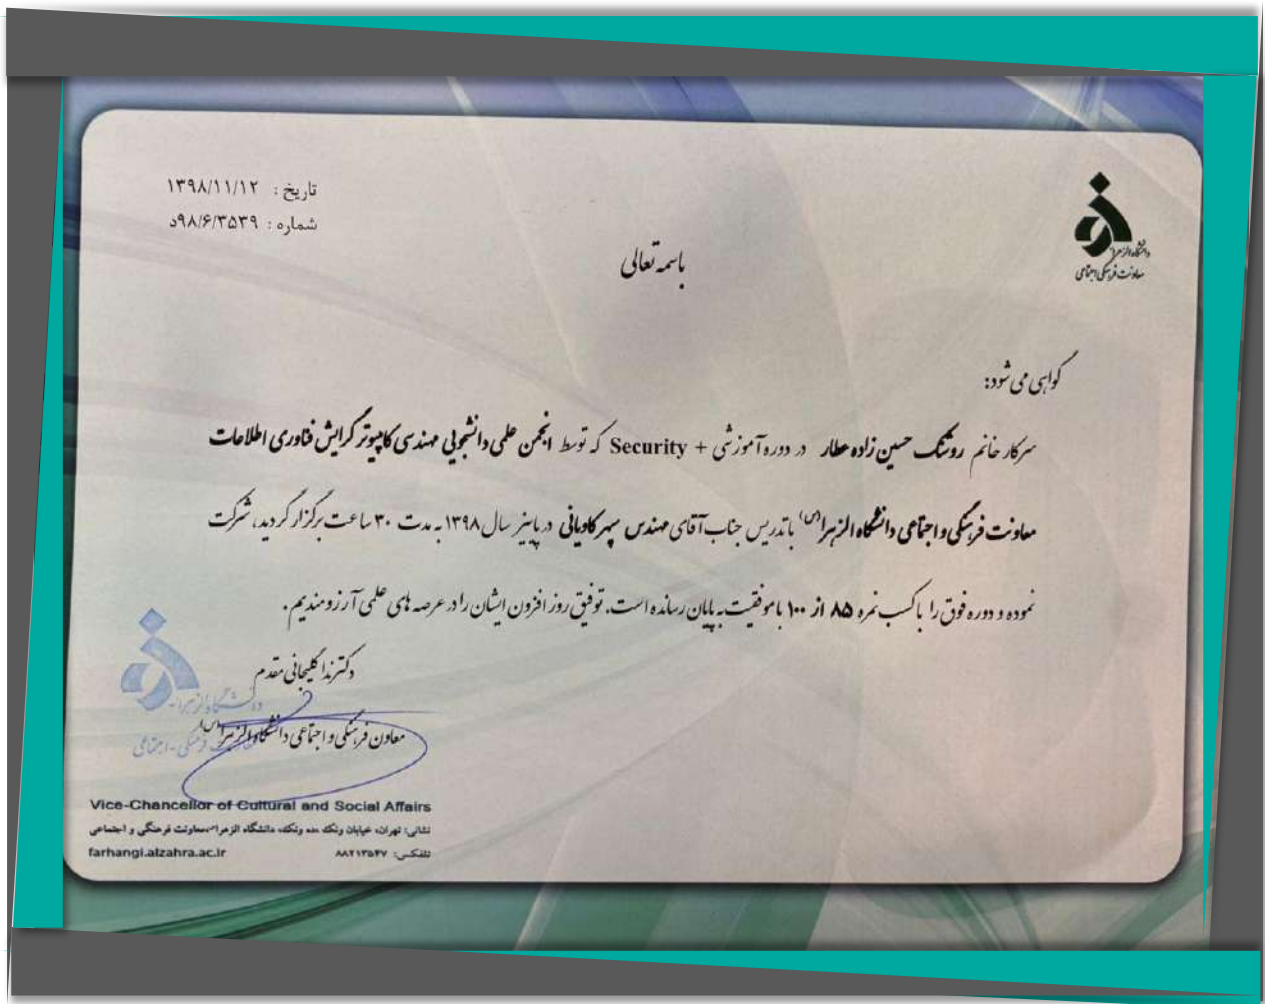 تاریخ : ۱۳۹۸/۱۱/۱۲
شماره : ۹۸/۶/۳۵۳۹د
دانشگاه الزهرا
معاونت فرهنگی اجتماعی
باسمه تعالی
گواهی می شود:
سرکار خانم روشنک حسین زاده عطار در دوره آموزشی + Security که توسط انجمن علمی دانشجویی مهندسی کامپیوتر گرایش فناوری اطلاعات
معاونت فرهنگی و اجتماعی دانشگاه الزهرا(س) با تدریس جناب آقای مهندس سپهر کاویانی در پاییز سال ۱۳۹۸ به مدت ۳۰ ساعت برگزار گردید، شرکت
نموده و دوره فوق را با کسب نمره ۸۵ از ۱۰۰ با موفقیت به پایان رسانده است. توفیق روز افزون ایشان را در عرصه های علمی آرزومندیم.
دکتر ندا گلیجانی مقدم
معاون فرهنگی و اجتماعی دانشگاه الزهرا(س)
دانشگاه الزهرا
فرهنگی - اجتماعی
Vice-Chancellor of Cultural and Social Affairs
نشانی: تهران، خیابان ونک، ده ونک، دانشگاه الزهرا(س)، معاونت فرهنگی و اجتماعی
تلفکس: ۸۸۲۱۳۵۴۷ farhangi.alzahra.ac.ir